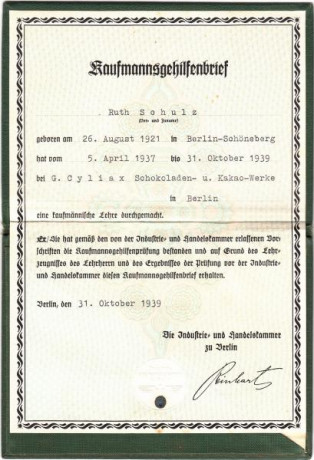 Kaufmannsgehilfenbrief
Ruth Schulz
(Vor- und Zuname)
geboren am 26. August 1921 in Berlin-Schöneberg
hat vom 5. April 1937 bis 31. Oktober 1939
bei G. Cyliax Schokoladen- u. Kakao-Werke
in Berlin
eine kaufmännische Lehre durchgemacht.
Er/Sie hat gemäß den von der Industrie- und Handelskammer erlassenen Vor-
schriften die Kaufmannsgehilfenprüfung bestanden und auf Grund des Lehr-
zeugnisses des Lehrherrn und des Ergebnisses der Prüfung vor der Industrie-
und Handelskammer diesen Kaufmannsgehilfenbrief erhalten.
Berlin, den 31. Oktober 1939
Die Industrie- und Handelskammer
zu Berlin
Reinhart